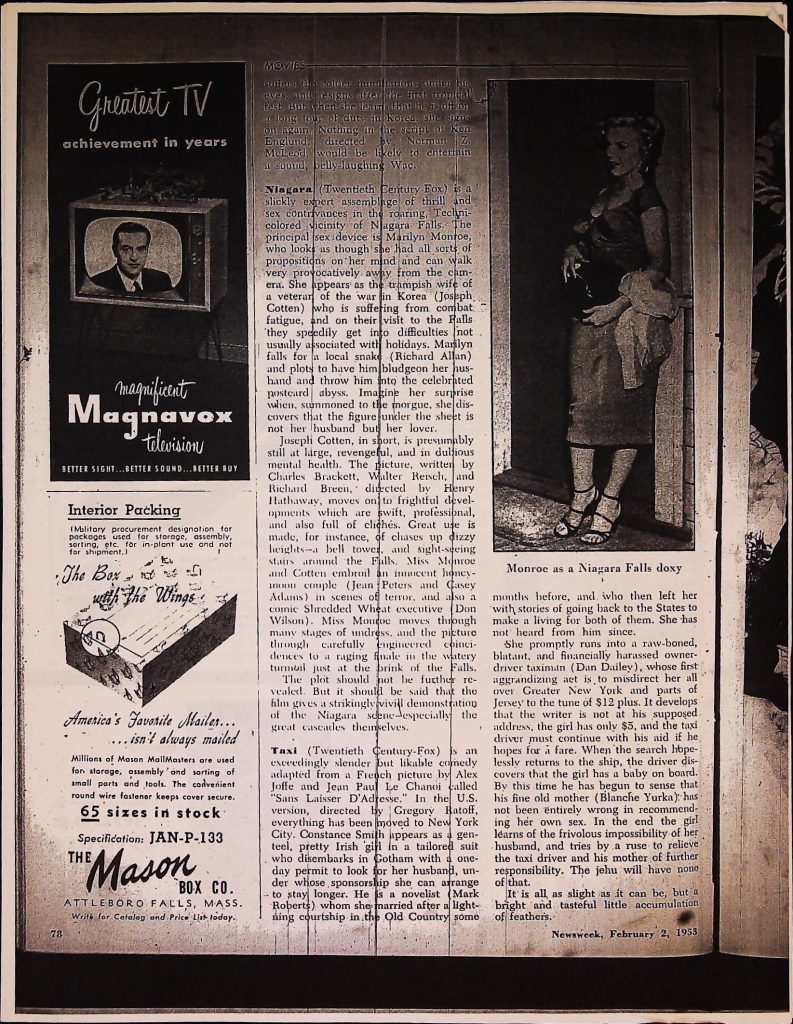 Greatest TV
achievement in years
magnificent
Magnavox
television
BETTER SIGHT...BETTER SOUND...BETTER BUY
Interior Packing
(Military procurement designation for
packages used for storage, assembly,
sorting, etc. for in-plant use and not
for shipment.)
The Box
with the Wings
America's Favorite Mailer...
...isn't always mailed
Millions of Mason MailMasters are used
for storage, assembly and sorting of
small parts and tools. The convenient
round wire fastener keeps cover secure.
65 sizes in stock
Specification: JAN-P-133
THE Mason
BOX CO.
ATTLEBORO FALLS, MASS.
Write for Catalog and Price List today.
78
MOVIES
suffers the colder humiliations under his
eyes, and resigns after the first tropical
test. But when she learns that he is off on
a long tour of duty in Korea, she signs
on again. Nothing in the script of Ken
Englund, directed by Norman Z.
McLeod, would be likely to entertain
a sound, belly-laughing Wac.
Niagara (Twentieth Century-Fox) is a
slickly expert assemblage of thrill and
sex contrivances in the roaring, Techni-
colored vicinity of Niagara Falls. The
principal sex device is Marilyn Monroe,
who looks as though she had all sorts of
propositions on her mind and can walk
very provocatively away from the cam-
era. She appears as the trampish wife of
a veteran of the war in Korea (Joseph
Cotten) who is suffering from combat
fatigue, and on their visit to the Falls
they speedily get into difficulties not
usually associated with holidays. Marilyn
falls for a local snake (Richard Allan)
and plots to have him bludgeon her hus-
band and throw him into the celebrated
postcard abyss. Imagine her surprise
when, summoned to the morgue, she dis-
covers that the figure under the sheet is
not her husband but her lover.
Joseph Cotten, in short, is presumably
still at large, revengeful, and in dubious
mental health. The picture, written by
Charles Brackett, Walter Reisch, and
Richard Breen, directed by Henry
Hathaway, moves on to frightful devel-
opments which are swift, professional,
and also full of clichés. Great use is
made, for instance, of chases up dizzy
heights—a bell tower, and sight-seeing
stairs around the Falls. Miss Monroe
and Cotten embroil an innocent honey-
moon couple (Jean Peters and Casey
Adams) in scenes of terror, and also a
comic Shredded Wheat executive (Don
Wilson). Miss Monroe moves through
many stages of undress, and the picture
through carefully engineered coinci-
dences to a raging finale in the watery
turmoil just at the brink of the Falls.
The plot should not be further re-
vealed. But it should be said that the
film gives a strikingly vivid demonstration
of the Niagara scene—especially the
great cascades themselves.
Taxi (Twentieth Century-Fox) is an
exceedingly slender but likable comedy
adapted from a French picture by Alex
Joffe and Jean Paul Le Chanoi called
"Sans Laisser D'Adresse." In the U.S.
version, directed by Gregory Ratoff,
everything has been moved to New York
City. Constance Smith appears as a gen-
teel, pretty Irish girl in a tailored suit
who disembarks in Gotham with a one-
day permit to look for her husband, un-
der whose sponsorship she can arrange
to stay longer. He is a novelist (Mark
Roberts) whom she married after a light-
ning courtship in the Old Country some
Monroe as a Niagara Falls doxy
months before, and who then left her
with stories of going back to the States to
make a living for both of them. She has
not heard from him since.
She promptly runs into a raw-boned,
blatant, and financially harassed owner-
driver taximan (Dan Dailey), whose first
aggrandizing act is to misdirect her all
over Greater New York and parts of
Jersey to the tune of $12 plus. It develops
that the writer is not at his supposed
address, the girl has only $5, and the taxi
driver must continue with his aid if he
hopes for a fare. When the search hope-
lessly returns to the ship, the driver dis-
covers that the girl has a baby on board.
By this time he has begun to sense that
his fine old mother (Blanche Yurka) has
not been entirely wrong in recommend-
ing her own sex. In the end the girl
learns of the frivolous impossibility of her
husband, and tries by a ruse to relieve
the taxi driver and his mother of further
responsibility. The jehu will have none
of that.
It is all as slight as it can be, but a
bright and tasteful little accumulation
of feathers.
Newsweek, February 2, 1953